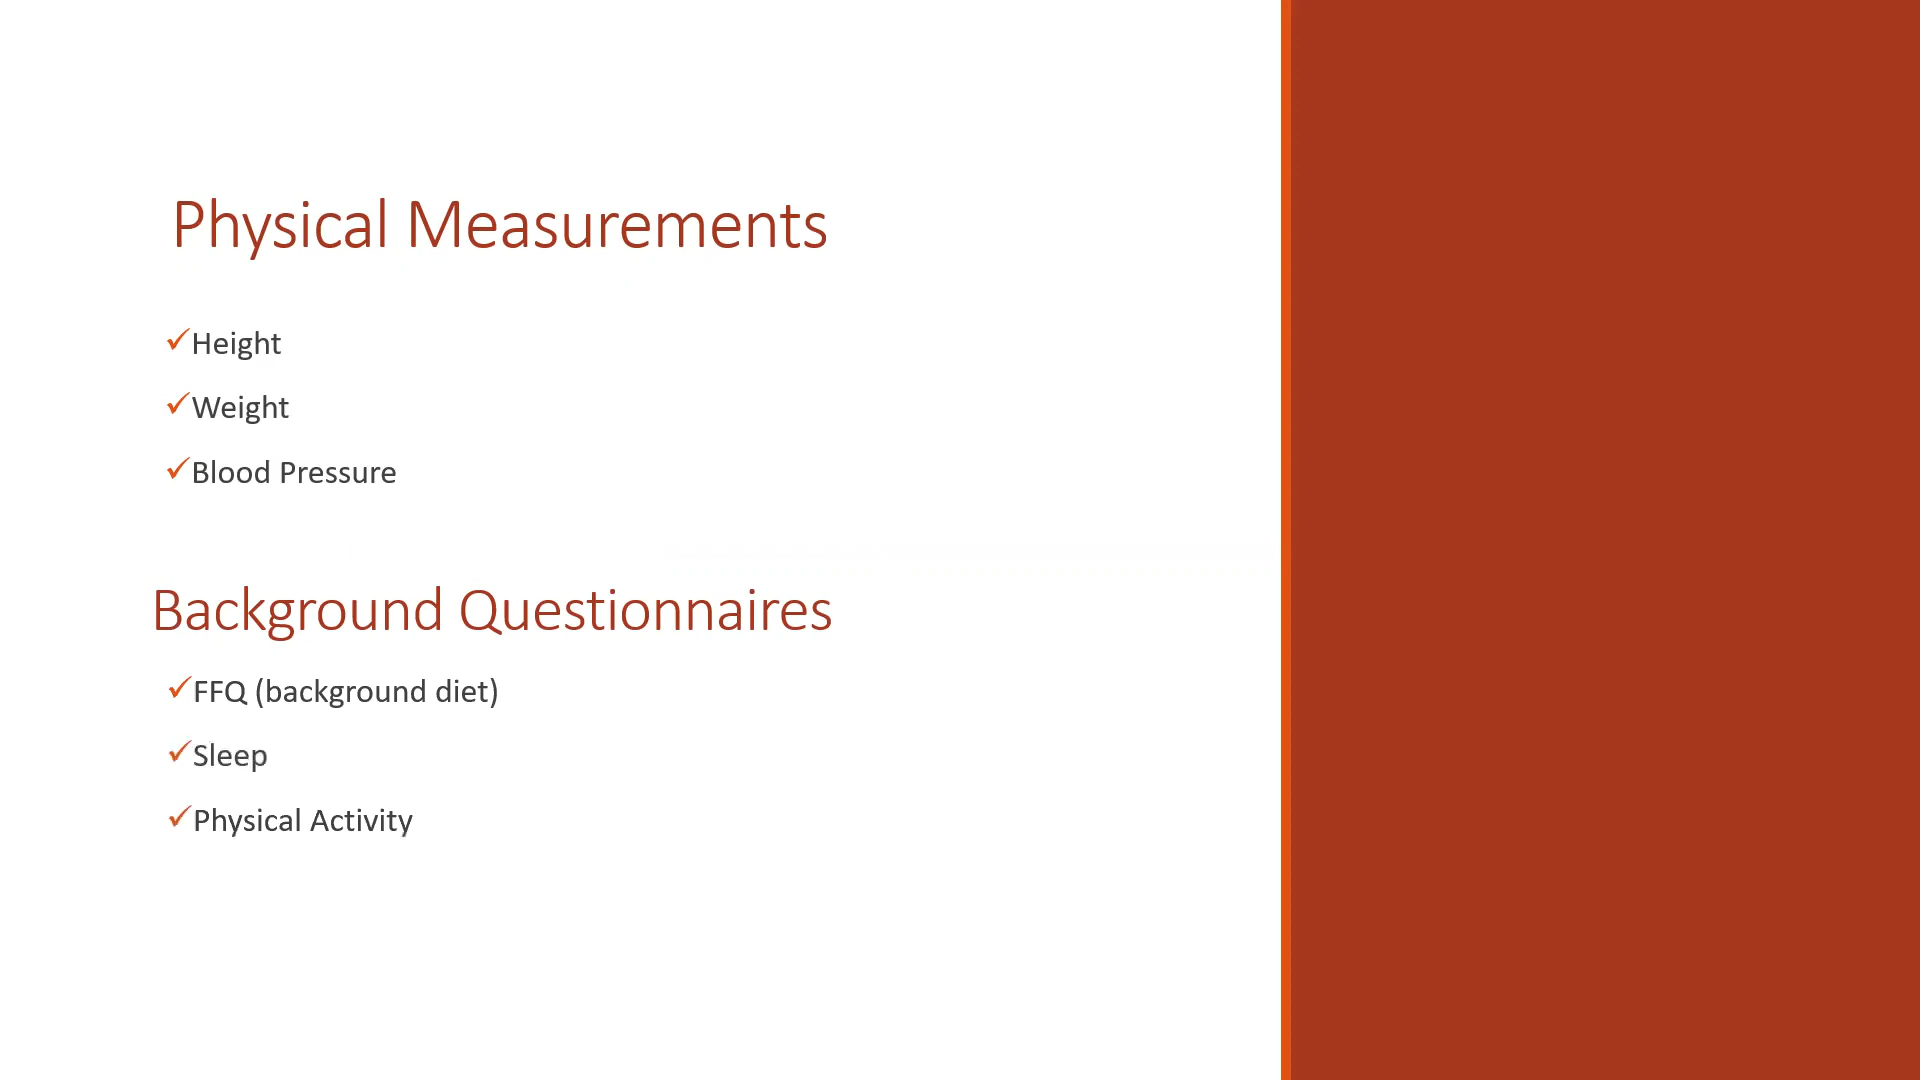 Physical Measurements
✓Height
✓Weight
✓Blood Pressure
Background Questionnaires
✓FFQ (background diet)
✓Sleep
✓Physical Activity